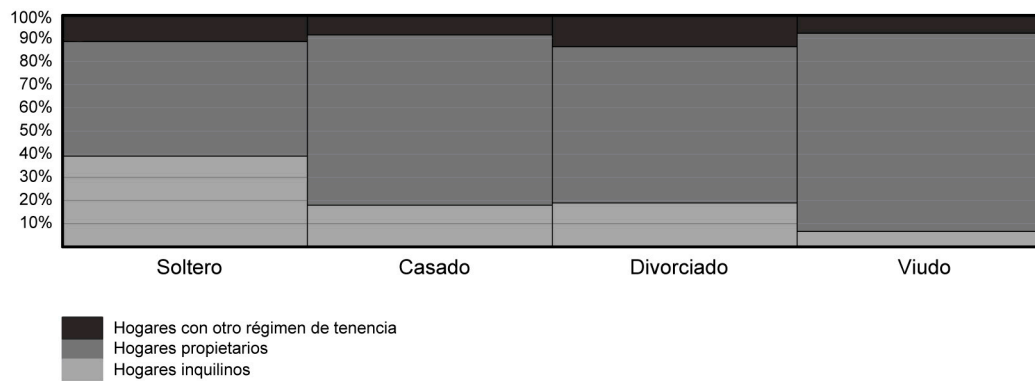 100%
90%
80%
70%
60%
50%
40%
30%
20%
10%
Soltero Casado Divorciado Viudo
Hogares con otro régimen de tenencia
Hogares propietarios
Hogares inquilinos